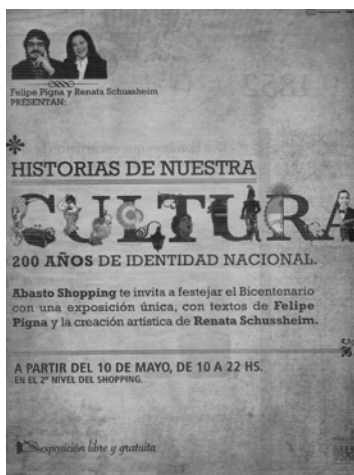 Felipe Pigna y Renata Schussheim
PRESENTAN:
HISTORIAS DE NUESTRA
CULTURA
200 AÑOS DE IDENTIDAD NACIONAL.
Abasto Shopping te invita a festejar el Bicentenario
con una exposición única, con textos de Felipe
Pigna y la creación artística de Renata Schussheim.
A PARTIR DEL 10 DE MAYO, DE 10 A 22 HS.
EN EL 2º NIVEL DEL SHOPPING.
exposición libre y gratuita